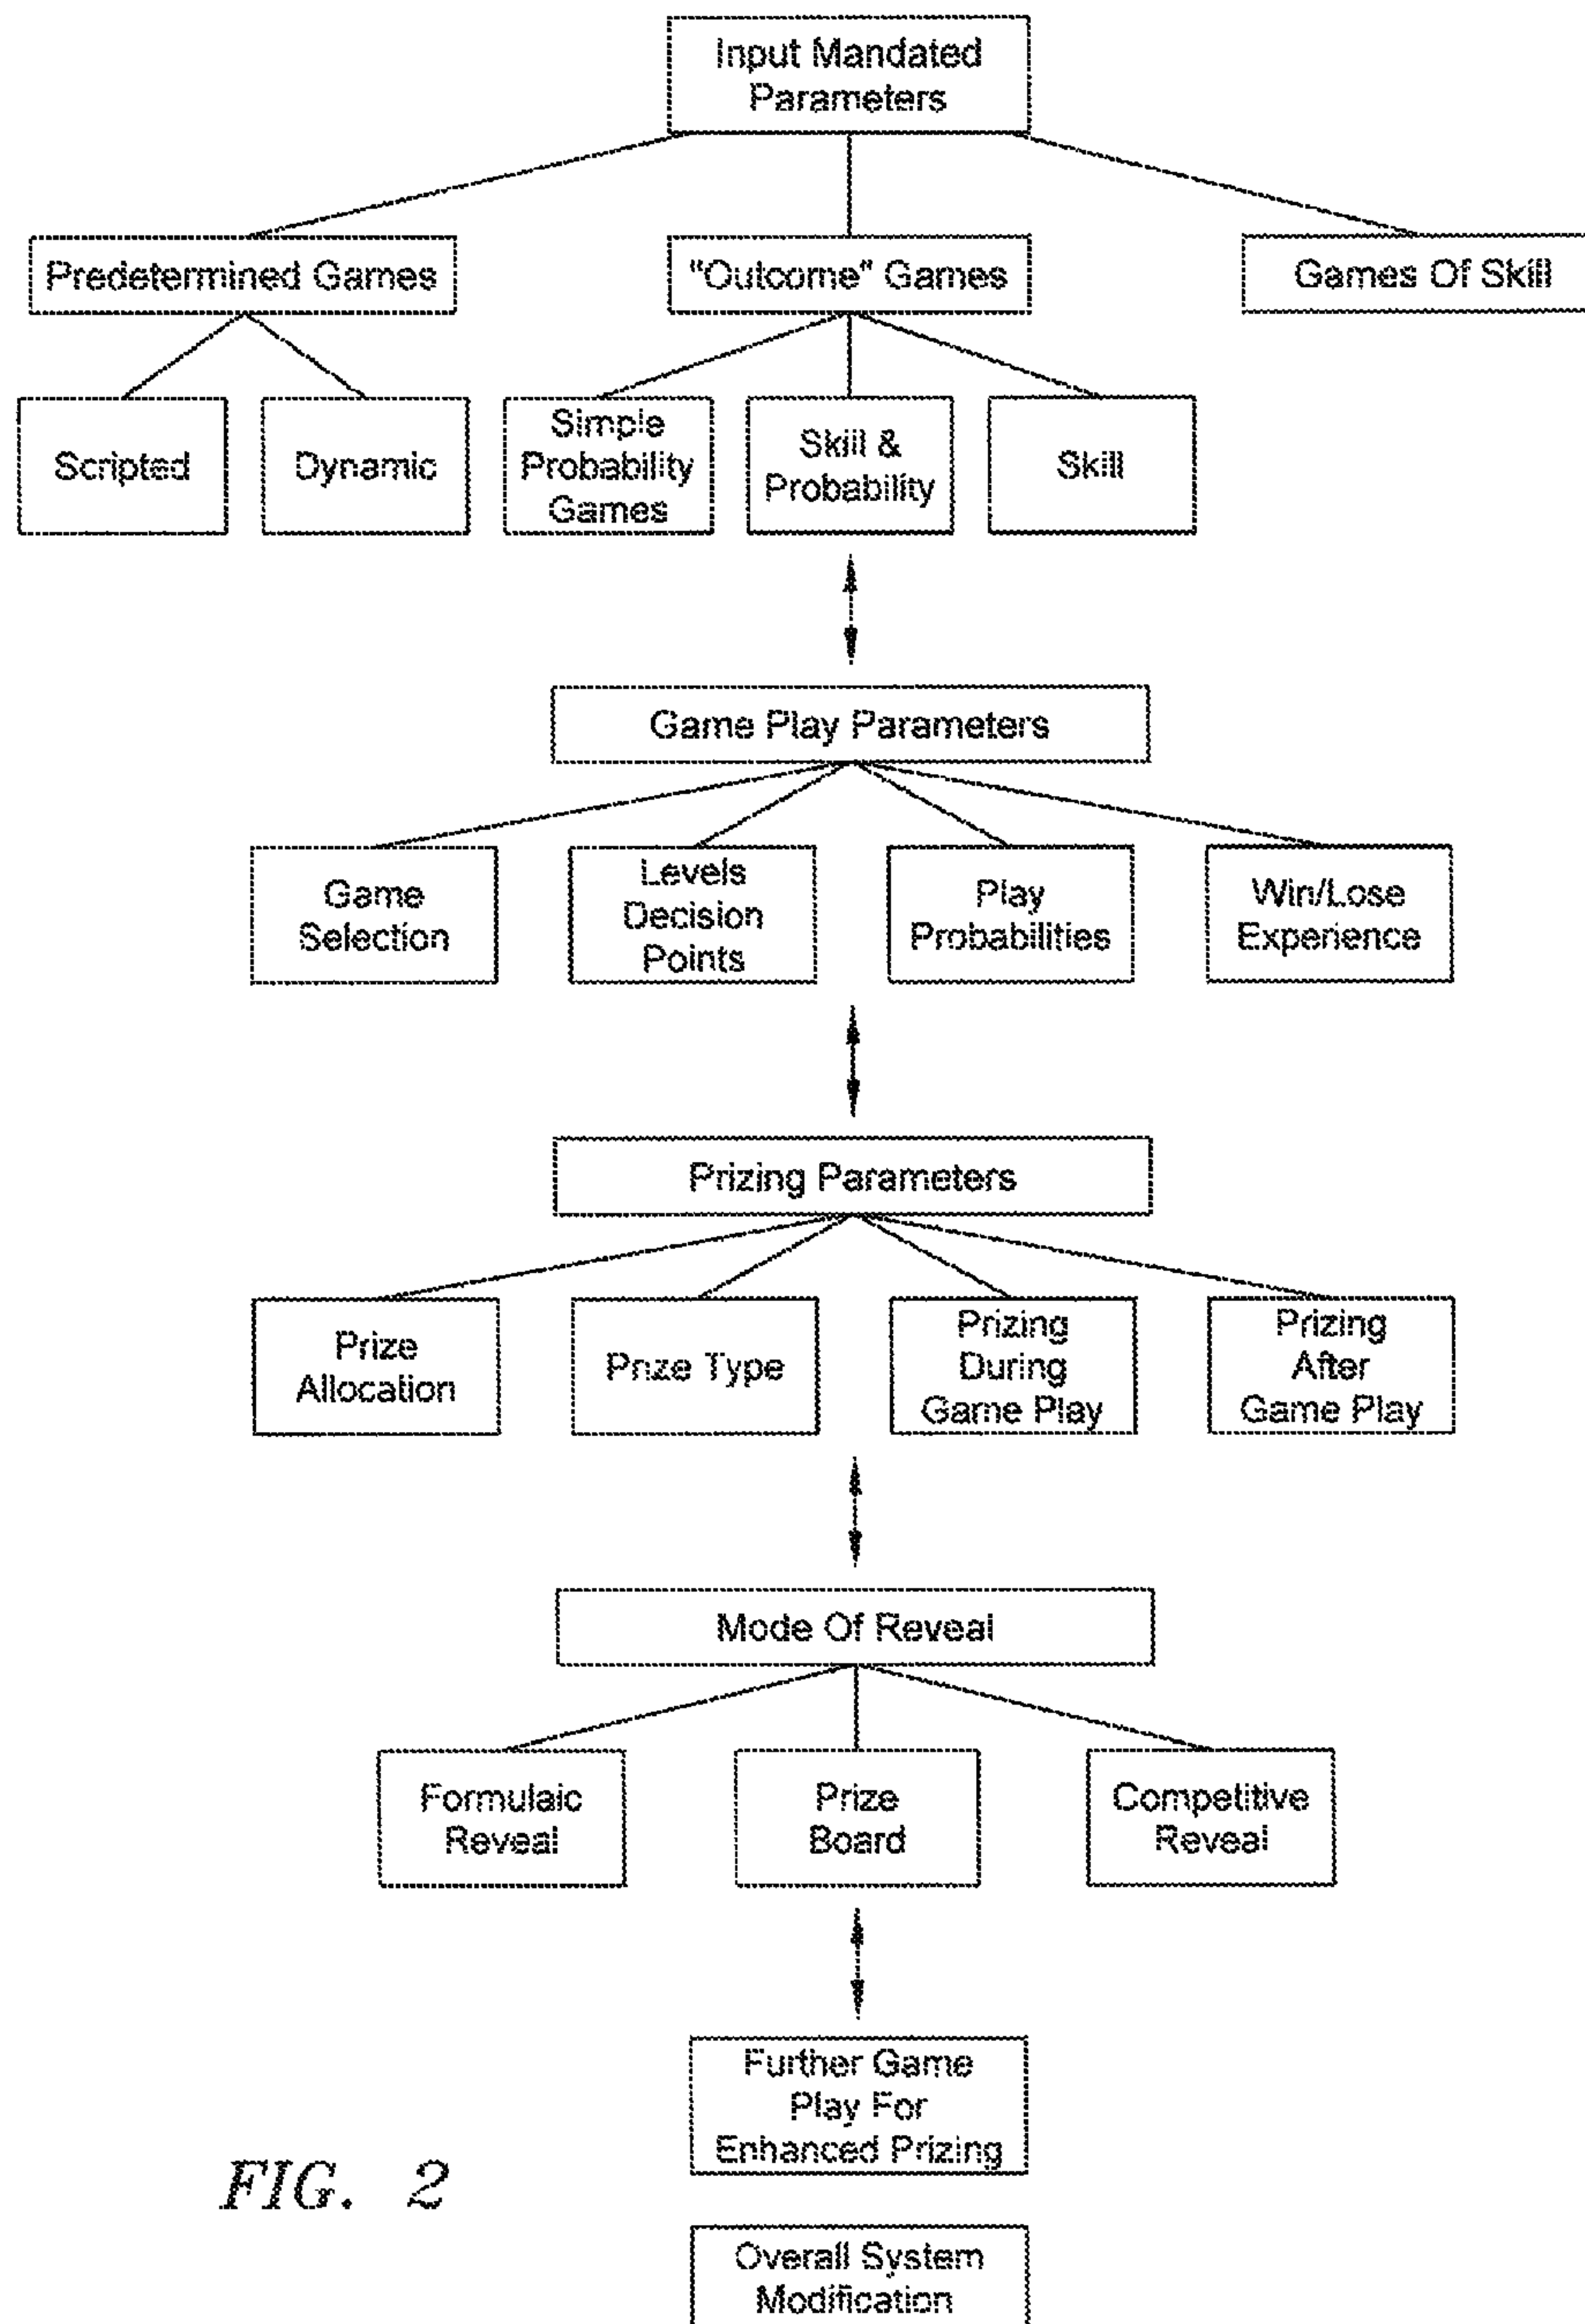 Input Mandated
Parameters
Predetermined Games
"Outcome" Games
Games Of Skill
Scripted
Dynamic
Simple
Probability
Games
Skill &
Probability
Skill
Game Play Parameters
Game
Selection
Levels
Decision
Points
Play
Probabilities
Win/Lose
Experience
Prizing Parameters
Prize
Allocation
Prize Type
Prizing
During
Game Play
Prizing
After
Game Play
Mode Of Reveal
Formulaic
Reveal
Prize
Board
Competitive
Reveal
Further Game
Play For
Enhanced Prizing
FIG. 2
Overall System
Modification